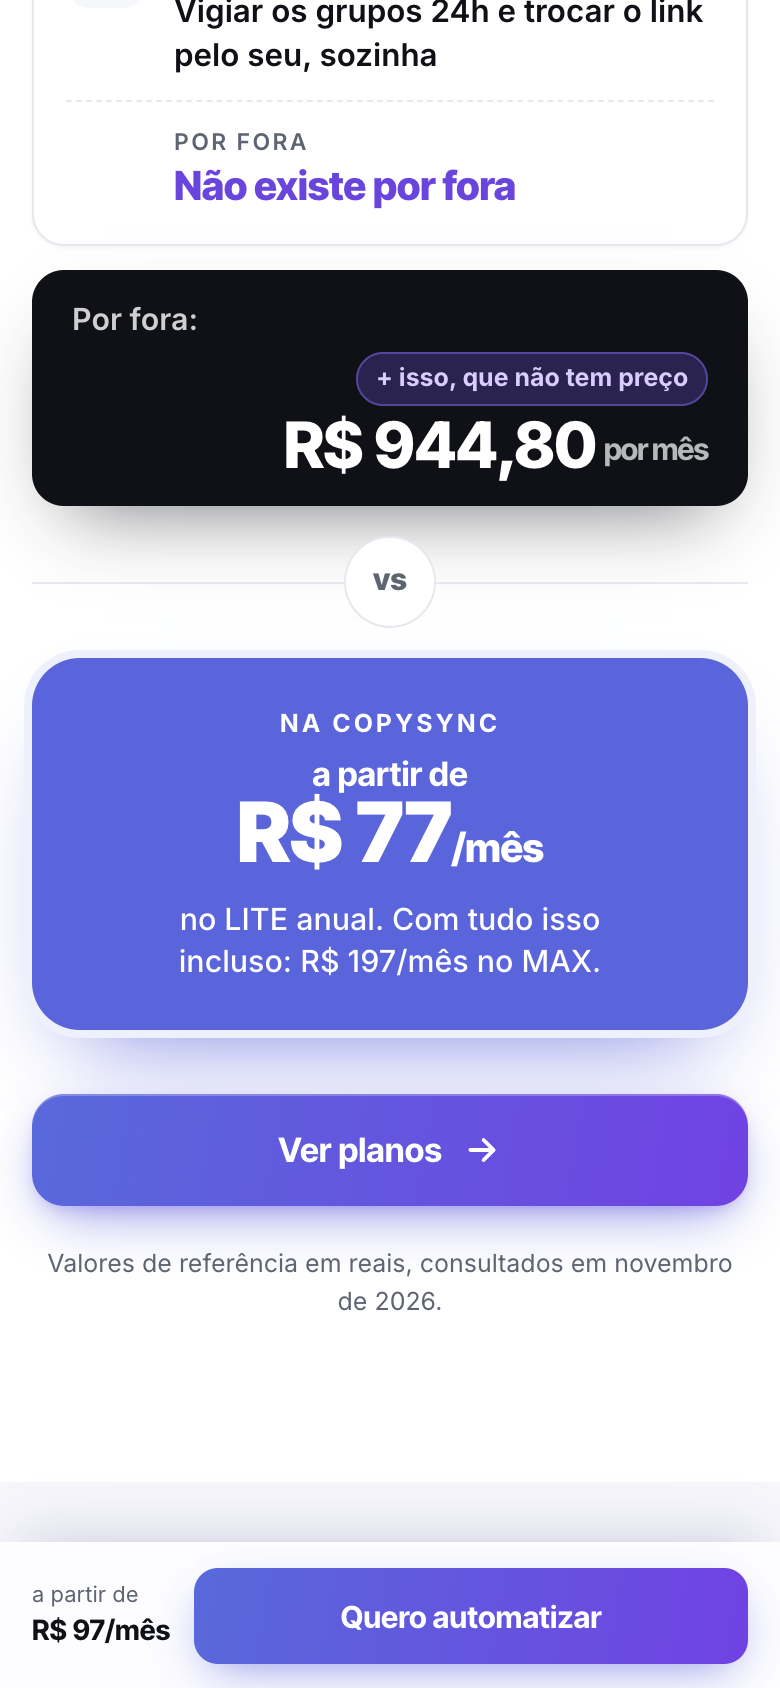 Vigiar os grupos 24h e trocar o link
pelo seu, sozinha
POR FORA
Não existe por fora
Por fora:
+ isso, que não tem preço
R$ 944,80 por mês
vs
NA COPYSYNC
a partir de
R$ 77/mês
no LITE anual. Com tudo isso
incluso: R$ 197/mês no MAX.
Ver planos →
Valores de referência em reais, consultados em novembro
de 2026.
a partir de
R$ 97/mês
Quero automatizar